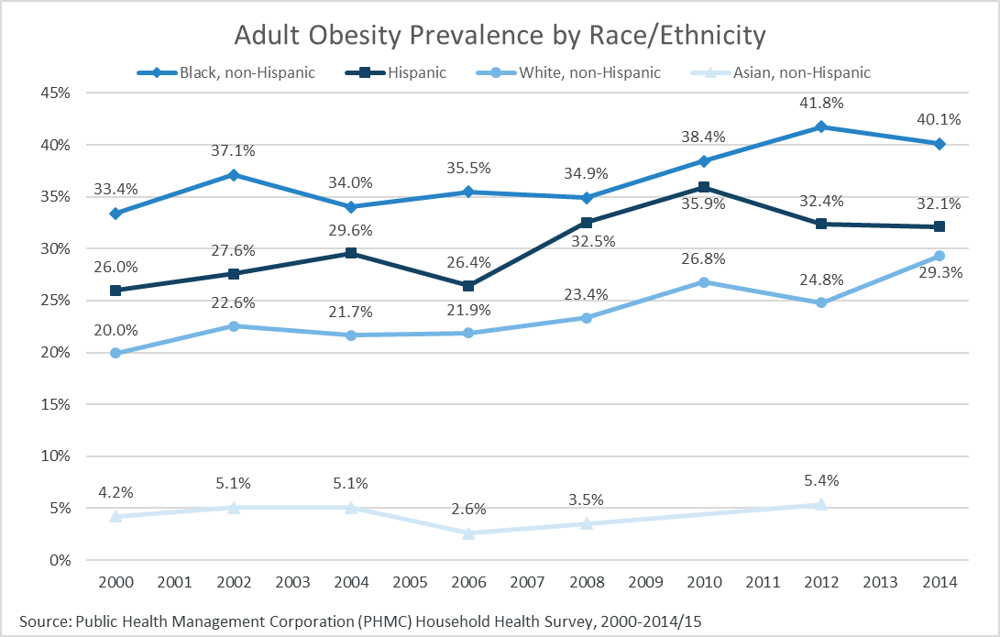 Adult Obesity Prevalence by Race/Ethnicity
Black, non-Hispanic Hispanic White, non-Hispanic Asian, non-Hispanic
45%
40%
35%
30%
25%
20%
15%
10%
5%
0%
33.4% 37.1% 34.0% 35.5% 34.9% 38.4% 41.8% 40.1%
26.0% 27.6% 29.6% 26.4% 32.5% 35.9% 32.4% 32.1%
20.0% 22.6% 21.7% 21.9% 23.4% 26.8% 24.8% 29.3%
4.2% 5.1% 5.1% 2.6% 3.5% 5.4%
2000 2001 2002 2003 2004 2005 2006 2007 2008 2009 2010 2011 2012 2013 2014
Source: Public Health Management Corporation (PHMC) Household Health Survey, 2000-2014/15